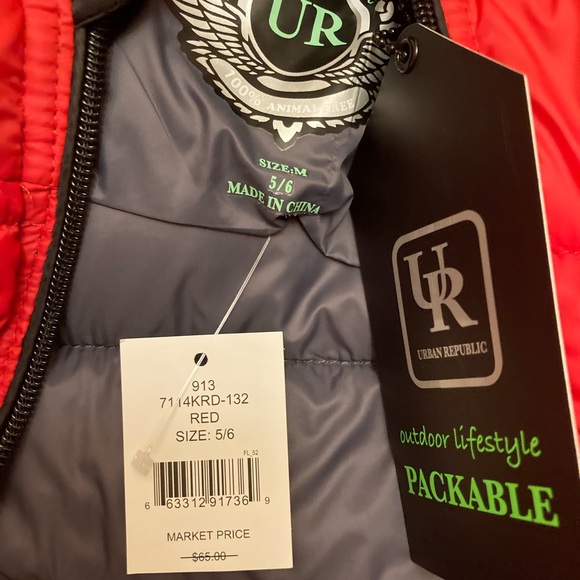 UR
100% ANIMAL FREE
SIZE:M
5/6
MADE IN CHINA
UR
URBAN REPUBLIC
outdoor lifestyle
PACKABLE
913
7114KRD-132
RED
SIZE: 5/6
FL_52
6 63312 91736 9
MARKET PRICE
$65.00